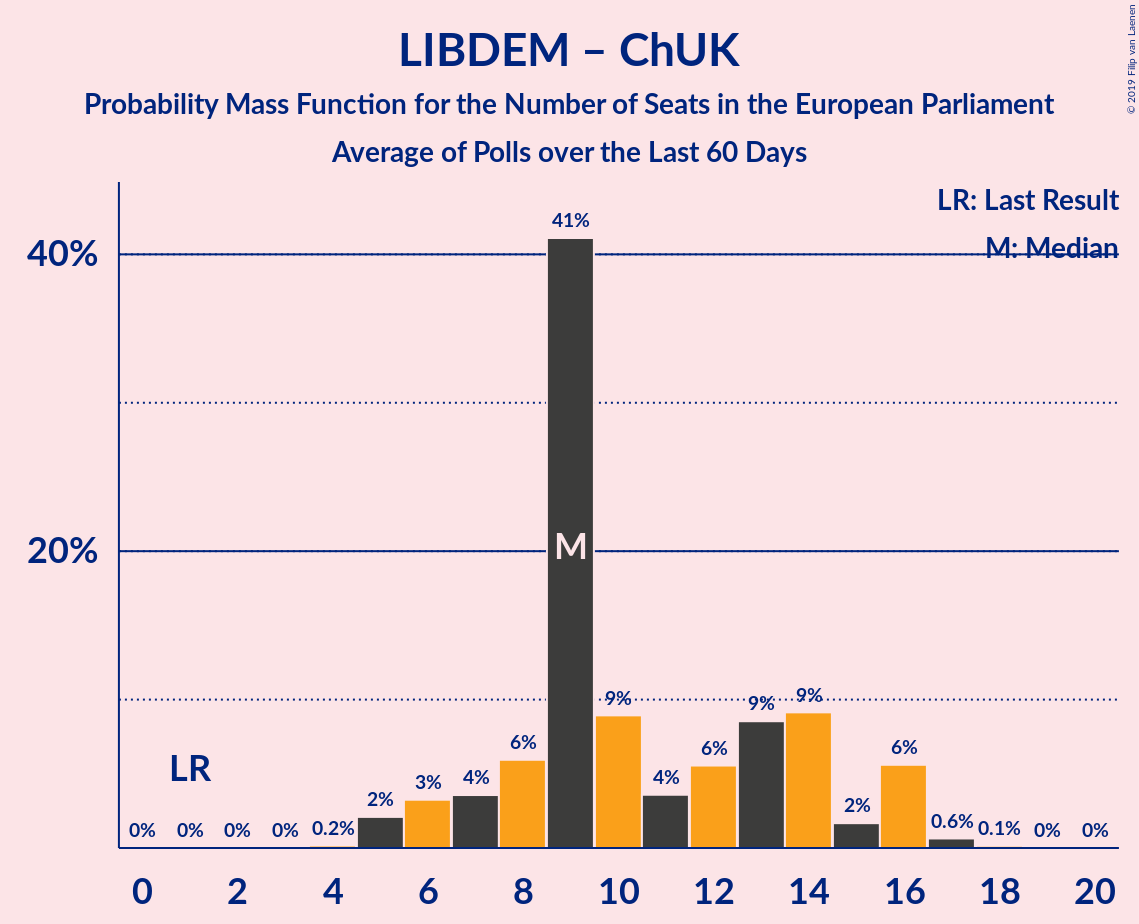 LIBDEM – ChUK
Probability Mass Function for the Number of Seats in the European Parliament
Average of Polls over the Last 60 Days
© 2019 Filip van Laenen
LR: Last Result
M: Median
40%
20%
41%
M
LR
0%
0%
0%
0%
0.2%
2%
3%
4%
6%
9%
4%
6%
9%
9%
2%
6%
0.6%
0.1%
0%
0%
0 2 4 6 8 10 12 14 16 18 20